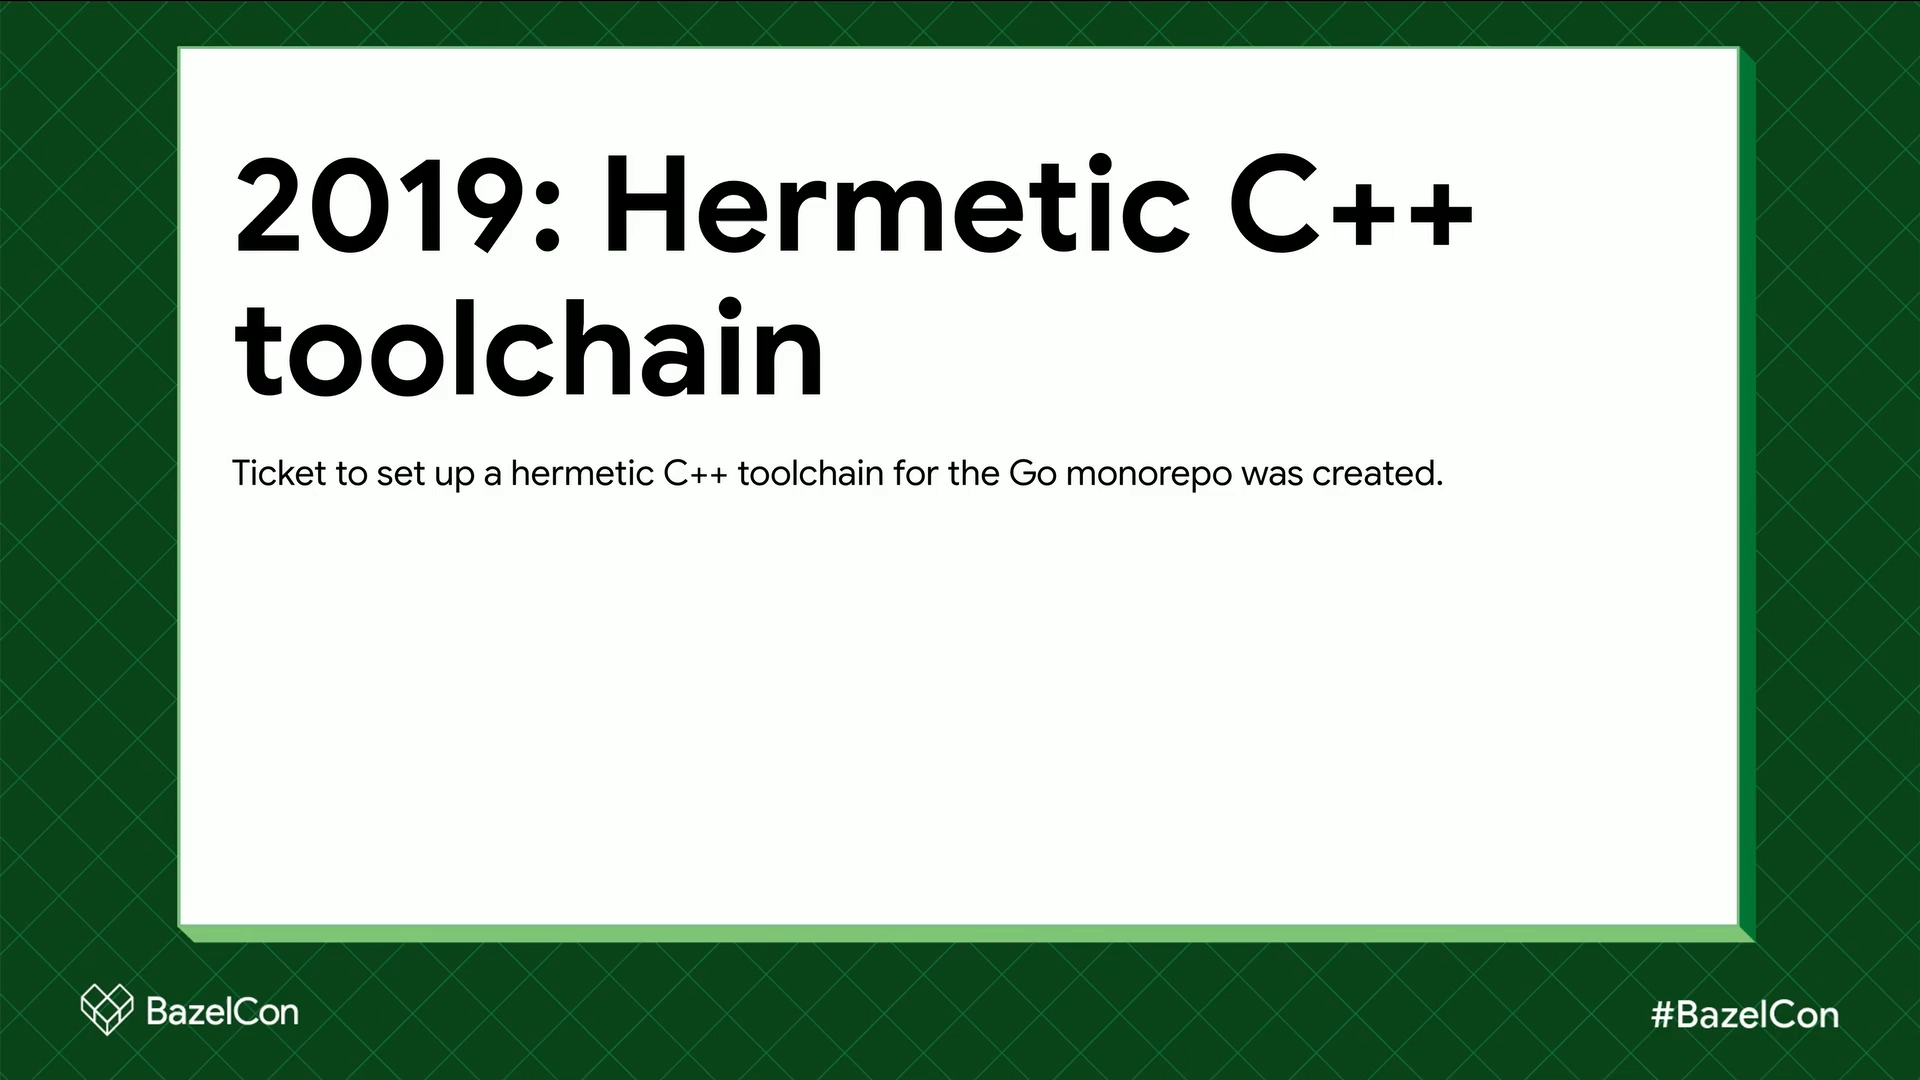 2019: Hermetic C++
toolchain
Ticket to set up a hermetic C++ toolchain for the Go monorepo was created.
BazelCon
#BazelCon